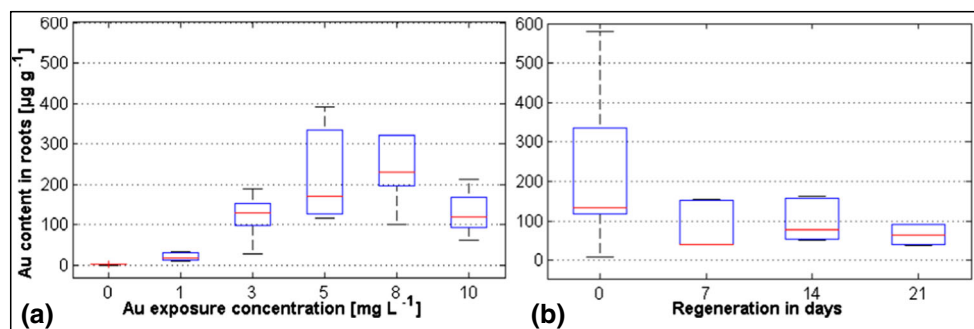 Au content in roots [µg g⁻¹]
600
500
400
300
200
100
0
0 1 3 5 8 10
Au exposure concentration [mg L⁻¹]
(a)
600
500
400
300
200
100
0
0 7 14 21
Regeneration in days
(b)